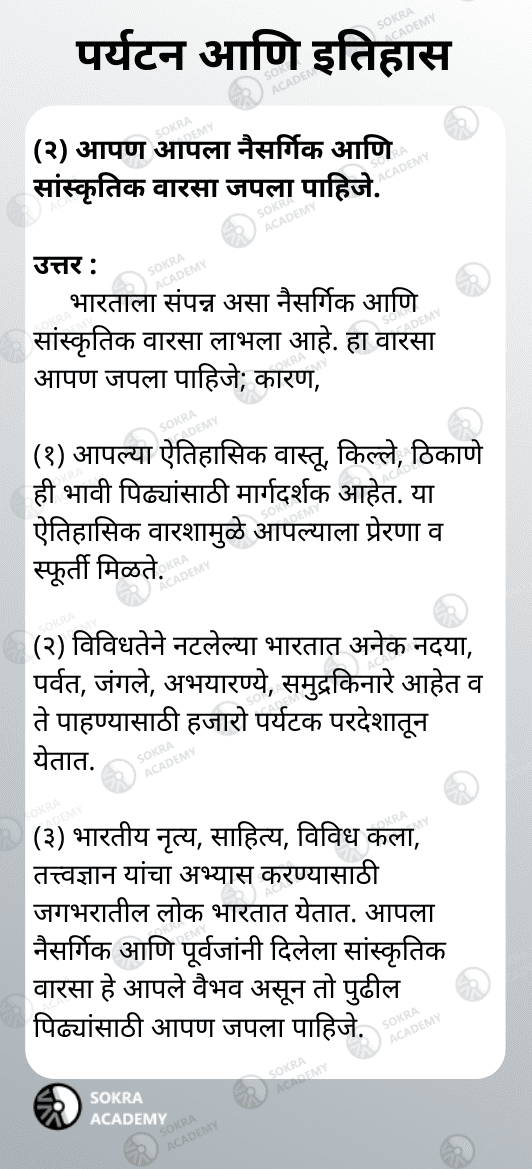 पर्यटन आणि इतिहास
(२) आपण आपला नैसर्गिक आणि
सांस्कृतिक वारसा जपला पाहिजे.
उत्तर :
भारताला संपन्न असा नैसर्गिक आणि
सांस्कृतिक वारसा लाभला आहे. हा वारसा
आपण जपला पाहिजे; कारण,
(१) आपल्या ऐतिहासिक वास्तू, किल्ले, ठिकाणे
ही भावी पिढ्यांसाठी मार्गदर्शक आहेत. या
ऐतिहासिक वारशामुळे आपल्याला प्रेरणा व
स्फूर्ती मिळते.
(२) विविधतेने नटलेल्या भारतात अनेक नदया,
पर्वत, जंगले, अभयारण्ये, समुद्रकिनारे आहेत व
ते पाहण्यासाठी हजारो पर्यटक परदेशातून
येतात.
(३) भारतीय नृत्य, साहित्य, विविध कला,
तत्त्वज्ञान यांचा अभ्यास करण्यासाठी
जगभरातील लोक भारतात येतात. आपला
नैसर्गिक आणि पूर्वजांनी दिलेला सांस्कृतिक
वारसा हे आपले वैभव असून तो पुढील
पिढ्यांसाठी आपण जपला पाहिजे.
SOKRA
ACADEMY